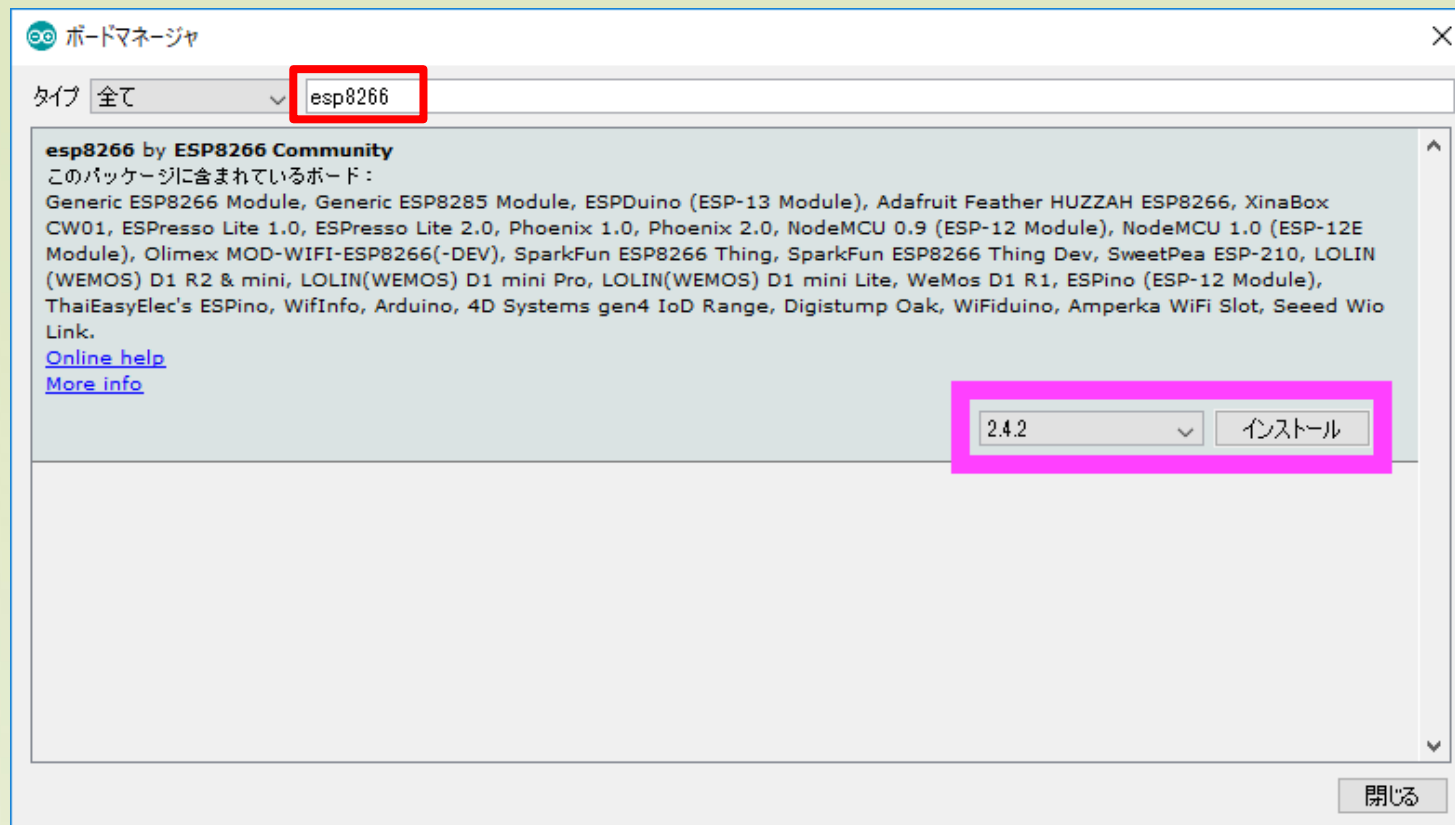 ボードマネージャ
タイプ 全て esp8266
esp8266 by ESP8266 Community
このパッケージに含まれているボード：
Generic ESP8266 Module, Generic ESP8285 Module, ESPDuino (ESP-13 Module), Adafruit Feather HUZZAH ESP8266, XinaBox
CW01, ESPresso Lite 1.0, ESPresso Lite 2.0, Phoenix 1.0, Phoenix 2.0, NodeMCU 0.9 (ESP-12 Module), NodeMCU 1.0 (ESP-12E
Module), Olimex MOD-WIFI-ESP8266(-DEV), SparkFun ESP8266 Thing, SparkFun ESP8266 Thing Dev, SweetPea ESP-210, LOLIN
(WEMOS) D1 R2 & mini, LOLIN(WEMOS) D1 mini Pro, LOLIN(WEMOS) D1 mini Lite, WeMos D1 R1, ESPino (ESP-12 Module),
ThaiEasyElec's ESPino, WifInfo, Arduino, 4D Systems gen4 IoD Range, Digistump Oak, WiFiduino, Amperka WiFi Slot, Seeed Wio
Link.
Online help
More info
2.4.2 インストール
閉じる